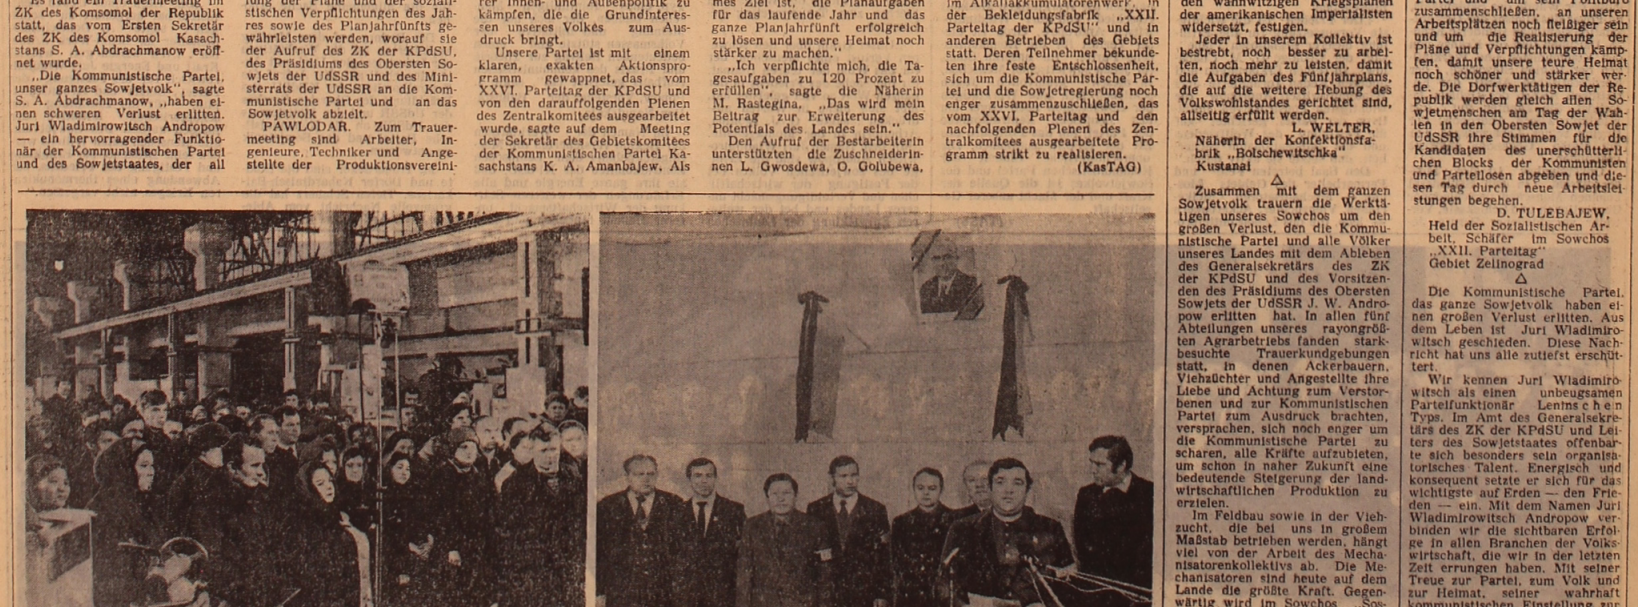 ZK des Komsomol der Republik
statt, das vom Ersten Sekretär
des ZK des Komsomol Kasach-
stans S. A. Abdrachmanow eröff-
net wurde.
„Die Kommunistische Partei,
unser ganzes Sowjetvolk", sagte
S. A. Abdrachmanow, „haben ei-
nen schweren Verlust erlitten.
Juri Wladimirowitsch Andropow
— ein hervorragender Funktio-
när der Kommunistischen Partei
und des Sowjetstaates, der all
stischen Verpflichtungen des Jah-
res sowie des Planjahrfünfts ge-
währleisten werden, worauf sie
der Aufruf des ZK der KPdSU,
des Präsidiums des Obersten So-
wjets der UdSSR und des Mini-
sterrats der UdSSR an die Kom-
munistische Partei und an das
Sowjetvolk abzielt.
PAWLODAR. Zum Trauer-
meeting sind Arbeiter, In-
genieure, Techniker und Ange-
stellte der Produktionsverein-
rer Innen- und Außenpolitik zu
kämpfen, die die Grundinteres-
sen unseres Volkes zum Aus-
druck bringt.
Unsere Partei ist mit einem
klaren, exakten Aktionspro-
gramm gewappnet, das vom
XXVI. Parteitag der KPdSU und
von den darauffolgenden Plenen
des Zentralkomitees ausgearbeitet
wurde, sagte auf dem Meeting
der Sekretär des Gebietskomitees
der Kommunistischen Partei Ka-
sachstans K. A. Amanbajew. Als
mes Ziel ist, die Planaufgaben
für das laufende Jahr und das
ganze Planjahrfünft erfolgreich
zu lösen und unsere Heimat noch
stärker zu machen."
„Ich verpflichte mich, die Ta-
gesaufgaben zu 120 Prozent zu
erfüllen", sagte die Näherin
M. Rastegina. „Das wird mein
Beitrag zur Erweiterung des
Potentials des Landes sein."
Den Aufruf der Bestarbeiterin
unterstützten die Zuschneiderin-
nen L. Gwosdewa, O. Golubewa,
im Alkaliakkumulatorenwerk, in
der Bekleidungsfabrik „XXII.
Parteitag der KPdSU" und in
anderen Betrieben des Gebiets
statt. Deren Teilnehmer bekunde-
ten ihre feste Entschlossenheit,
sich um die Kommunistische Par-
tei und die Sowjetregierung noch
enger zusammenzuschließen, das
vom XXVI. Parteitag und den
nachfolgenden Plenen des Zen-
tralkomitees ausgearbeitete Pro-
gramm strikt zu realisieren.
(KasTAG)
den wahnwitzigen Kriegsplänen
der amerikanischen Imperialisten
widersetzt, festigen.
Jeder in unserem Kollektiv ist
bestrebt, noch besser zu arbei-
ten, noch mehr zu leisten, damit
die Aufgaben des Fünfjahrplans,
die auf die weitere Hebung des
Volkswohlstandes gerichtet sind,
allseitig erfüllt werden.
L. WELTER,
Näherin der Konfektionsfa-
brik „Bolschewitschka"
Kustanai
△
Zusammen mit dem ganzen
Sowjetvolk trauern die Werktä-
tigen unseres Sowchos um den
großen Verlust, den die Kommu-
nistische Partei und alle Völker
unseres Landes mit dem Ableben
des Generalsekretärs des ZK
der KPdSU und des Vorsitzen-
den des Präsidiums des Obersten
Sowjets der UdSSR J. W. Andro-
pow erlitten hat. In allen fünf
Abteilungen unseres rayongröß-
ten Agrarbetriebs fanden stark-
besuchte Trauerkundgebungen
statt, in denen Ackerbauern,
Viehzüchter und Angestellte ihre
Liebe und Achtung zum Verstor-
benen und zur Kommunistischen
Partei zum Ausdruck brachten,
versprachen, sich noch enger um
die Kommunistische Partei zu
scharen, alle Kräfte aufzubieten,
um schon in naher Zukunft eine
bedeutende Steigerung der land-
wirtschaftlichen Produktion zu
erzielen.
Im Feldbau sowie in der Vieh-
zucht, die bei uns in großem
Maßstab betrieben werden, hängt
viel von der Arbeit des Mecha-
nisatorenkollektivs ab. Die Me-
chanisatoren sind heute auf dem
Lande die größte Kraft. Gegen-
wärtig wird im Sowchos „Sos-
zusammenschließen, an unseren
Arbeitsplätzen noch fleißiger sein
und um die Realisierung der
Pläne und Verpflichtungen kämp-
fen, damit unsere teure Heimat
noch schöner und stärker wer-
de. Die Dorfwerktätigen der Re-
publik werden gleich allen So-
wjetmenschen am Tag der Wah-
len in den Obersten Sowjet der
UdSSR ihre Stimmen für die
Kandidaten des unerschütterli-
chen Blocks der Kommunisten
und Parteilosen abgeben und die-
sen Tag durch neue Arbeitslei-
stungen begehen.
D. TULEBAJEW,
Held der Sozialistischen Ar-
beit, Schäfer im Sowchos
„XXII. Parteitag"
Gebiet Zelinograd
△
Die Kommunistische Partei,
das ganze Sowjetvolk haben ei-
nen großen Verlust erlitten. Aus
dem Leben ist Juri Wladimiro-
witsch geschieden. Diese Nach-
richt hat uns alle zutiefst erschüt-
tert.
Wir kennen Juri Wladimiro-
witsch als einen unbeugsamen
Parteifunktionär Leninschen
Typs. Im Amt des Generalsekre-
tärs des ZK der KPdSU und Lei-
ters des Sowjetstaates offenbar-
te sich besonders sein organisa-
torisches Talent. Energisch und
konsequent setzte er sich für das
wichtigste auf Erden — den Frie-
den — ein. Mit dem Namen Juri
Wladimirowitsch Andropow ver-
binden wir die sichtbaren Erfol-
ge in allen Branchen der Volks-
wirtschaft, die wir in der letzten
Zeit errungen haben. Mit seiner
Treue zur Partei, zum Volk und
zur Heimat, seiner wahrhaft
kommunistischen Einstellung zur